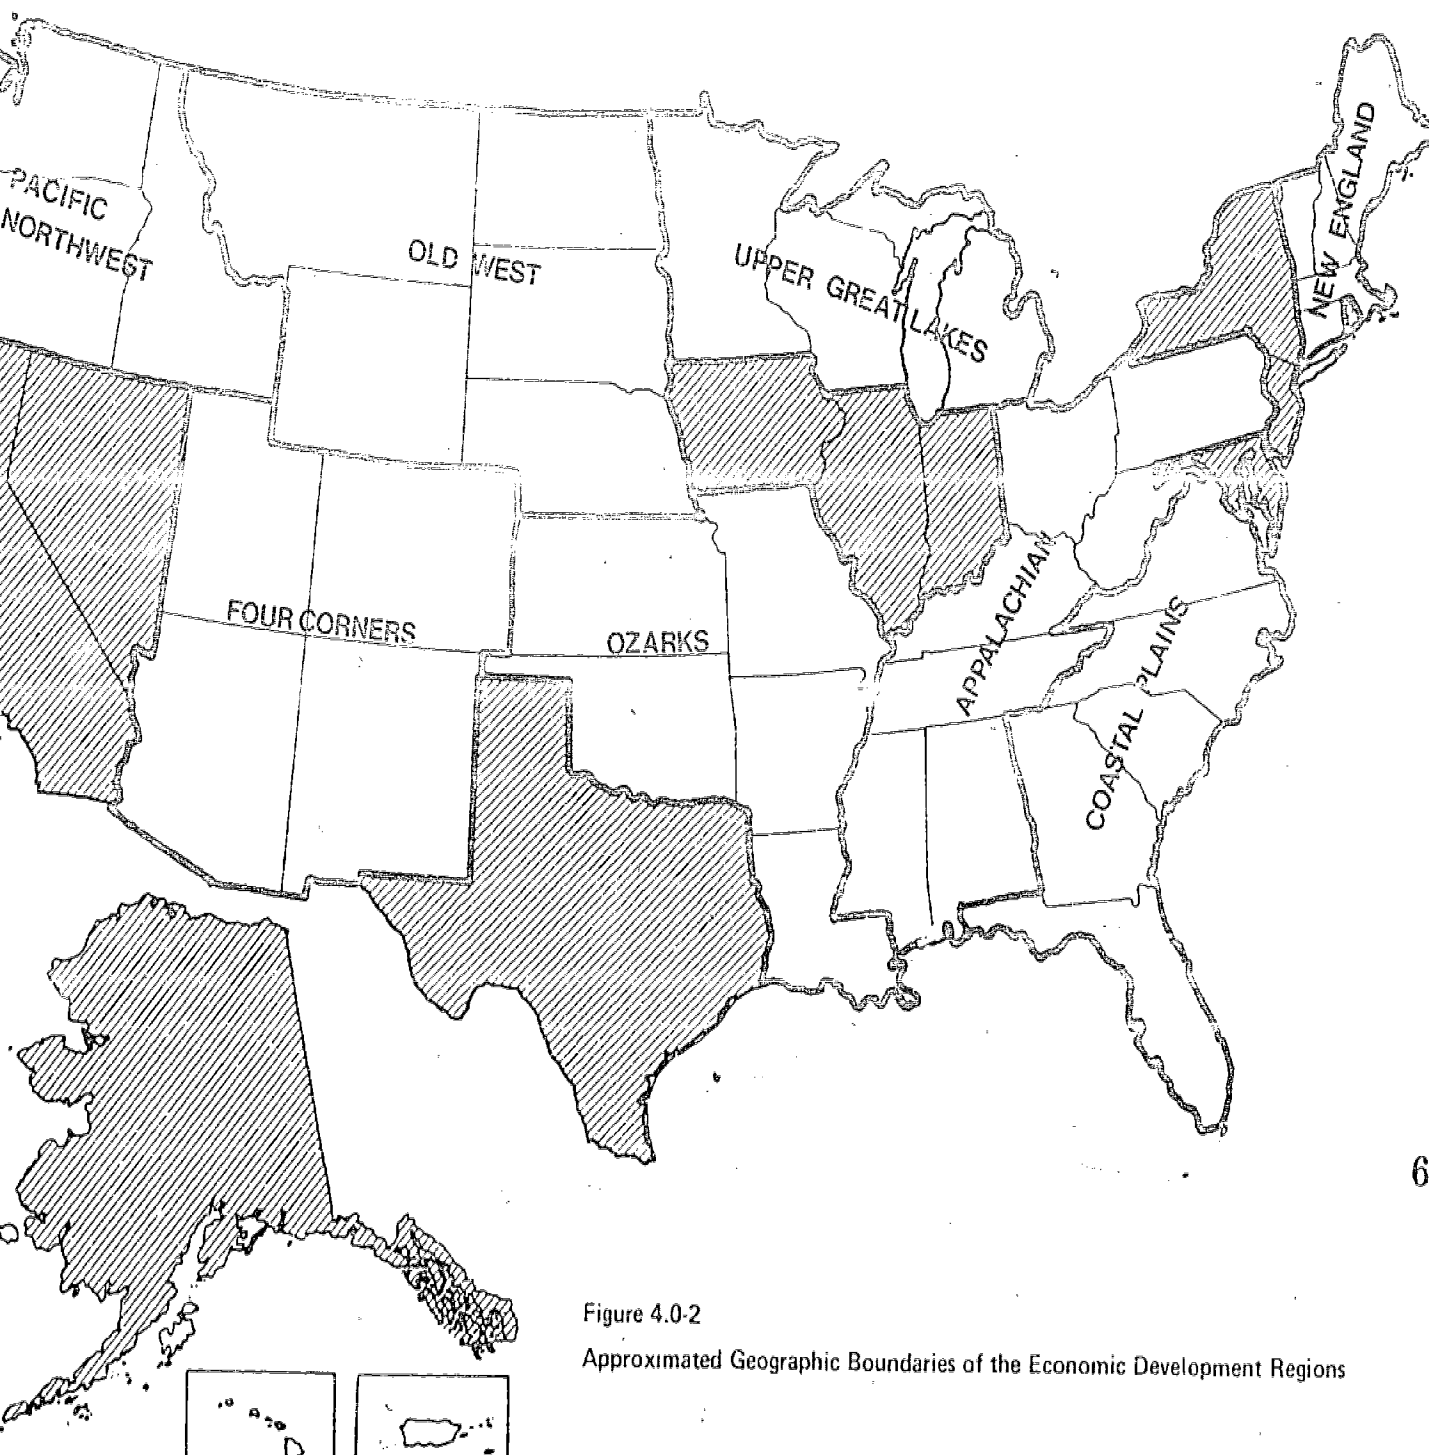 PACIFIC
NORTHWEST
OLD WEST
UPPER GREAT LAKES
NEW ENGLAND
FOUR CORNERS
OZARKS
APPALACHIAN
COASTAL PLAINS
6
Figure 4.0-2
Approximated Geographic Boundaries of the Economic Development Regions